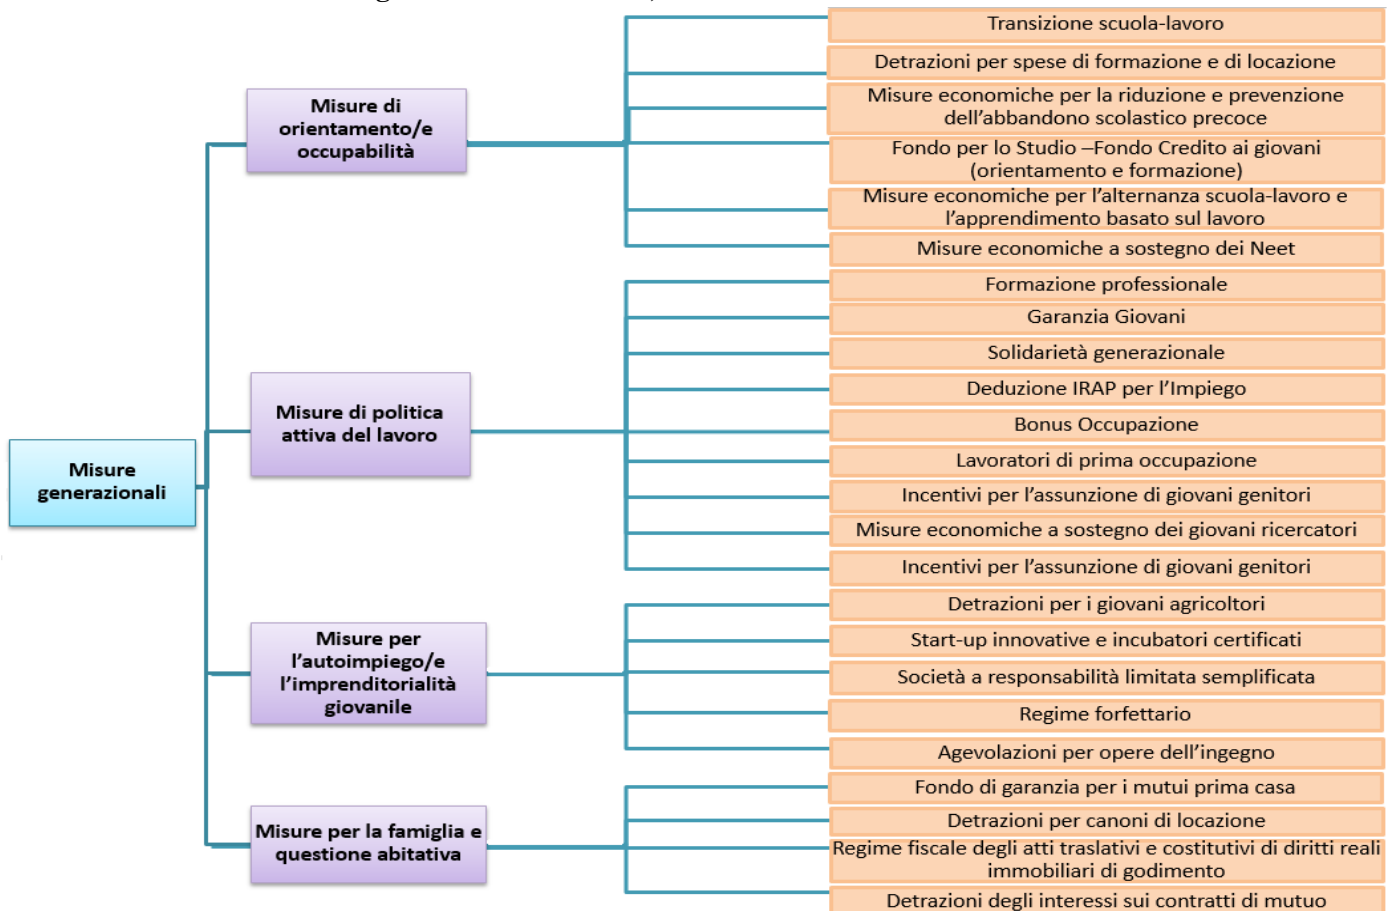 Misure
generazionali
Misure di
orientamento/e
occupabilità
Transizione scuola-lavoro
Detrazioni per spese di formazione e di locazione
Misure economiche per la riduzione e prevenzione
dell’abbandono scolastico precoce
Fondo per lo Studio –Fondo Credito ai giovani
(orientamento e formazione)
Misure economiche per l’alternanza scuola-lavoro e
l’apprendimento basato sul lavoro
Misure economiche a sostegno dei Neet
Misure di politica
attiva del lavoro
Formazione professionale
Garanzia Giovani
Solidarietà generazionale
Deduzione IRAP per l’Impiego
Bonus Occupazione
Lavoratori di prima occupazione
Incentivi per l’assunzione di giovani genitori
Misure economiche a sostegno dei giovani ricercatori
Incentivi per l’assunzione di giovani genitori
Misure per
l’autoimpiego/e
l’imprenditorialità
giovanile
Detrazioni per i giovani agricoltori
Start-up innovative e incubatori certificati
Società a responsabilità limitata semplificata
Regime forfettario
Agevolazioni per opere dell’ingegno
Misure per la famiglia e
questione abitativa
Fondo di garanzia per i mutui prima casa
Detrazioni per canoni di locazione
Regime fiscale degli atti traslativi e costitutivi di diritti reali
immobiliari di godimento
Detrazioni degli interessi sui contratti di mutuo